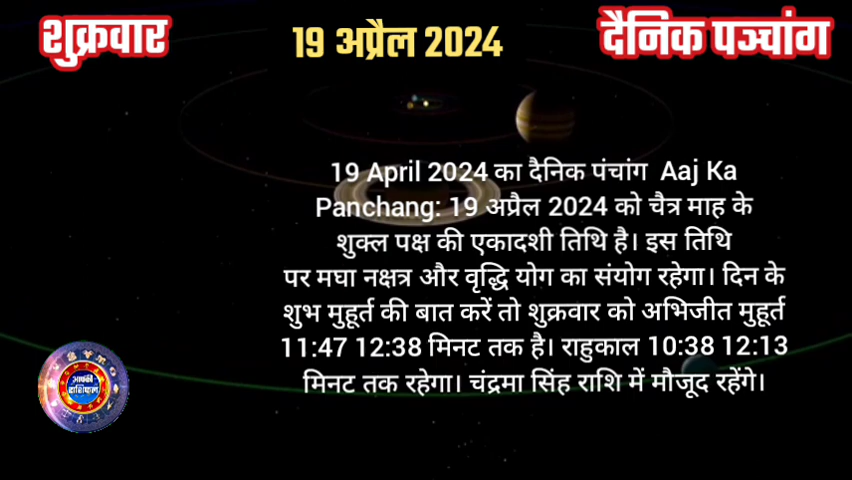 शुक्रवार
19 अप्रैल 2024
दैनिक पञ्चांग
19 April 2024 का दैनिक पंचांग Aaj Ka
Panchang: 19 अप्रैल 2024 को चैत्र माह के
शुक्ल पक्ष की एकादशी तिथि है। इस तिथि
पर मघा नक्षत्र और वृद्धि योग का संयोग रहेगा। दिन के
शुभ मुहूर्त की बात करें तो शुक्रवार को अभिजीत मुहूर्त
11:47 12:38 मिनट तक है। राहुकाल 10:38 12:13
मिनट तक रहेगा। चंद्रमा सिंह राशि में मौजूद रहेंगे।
आपकी
राशिफल